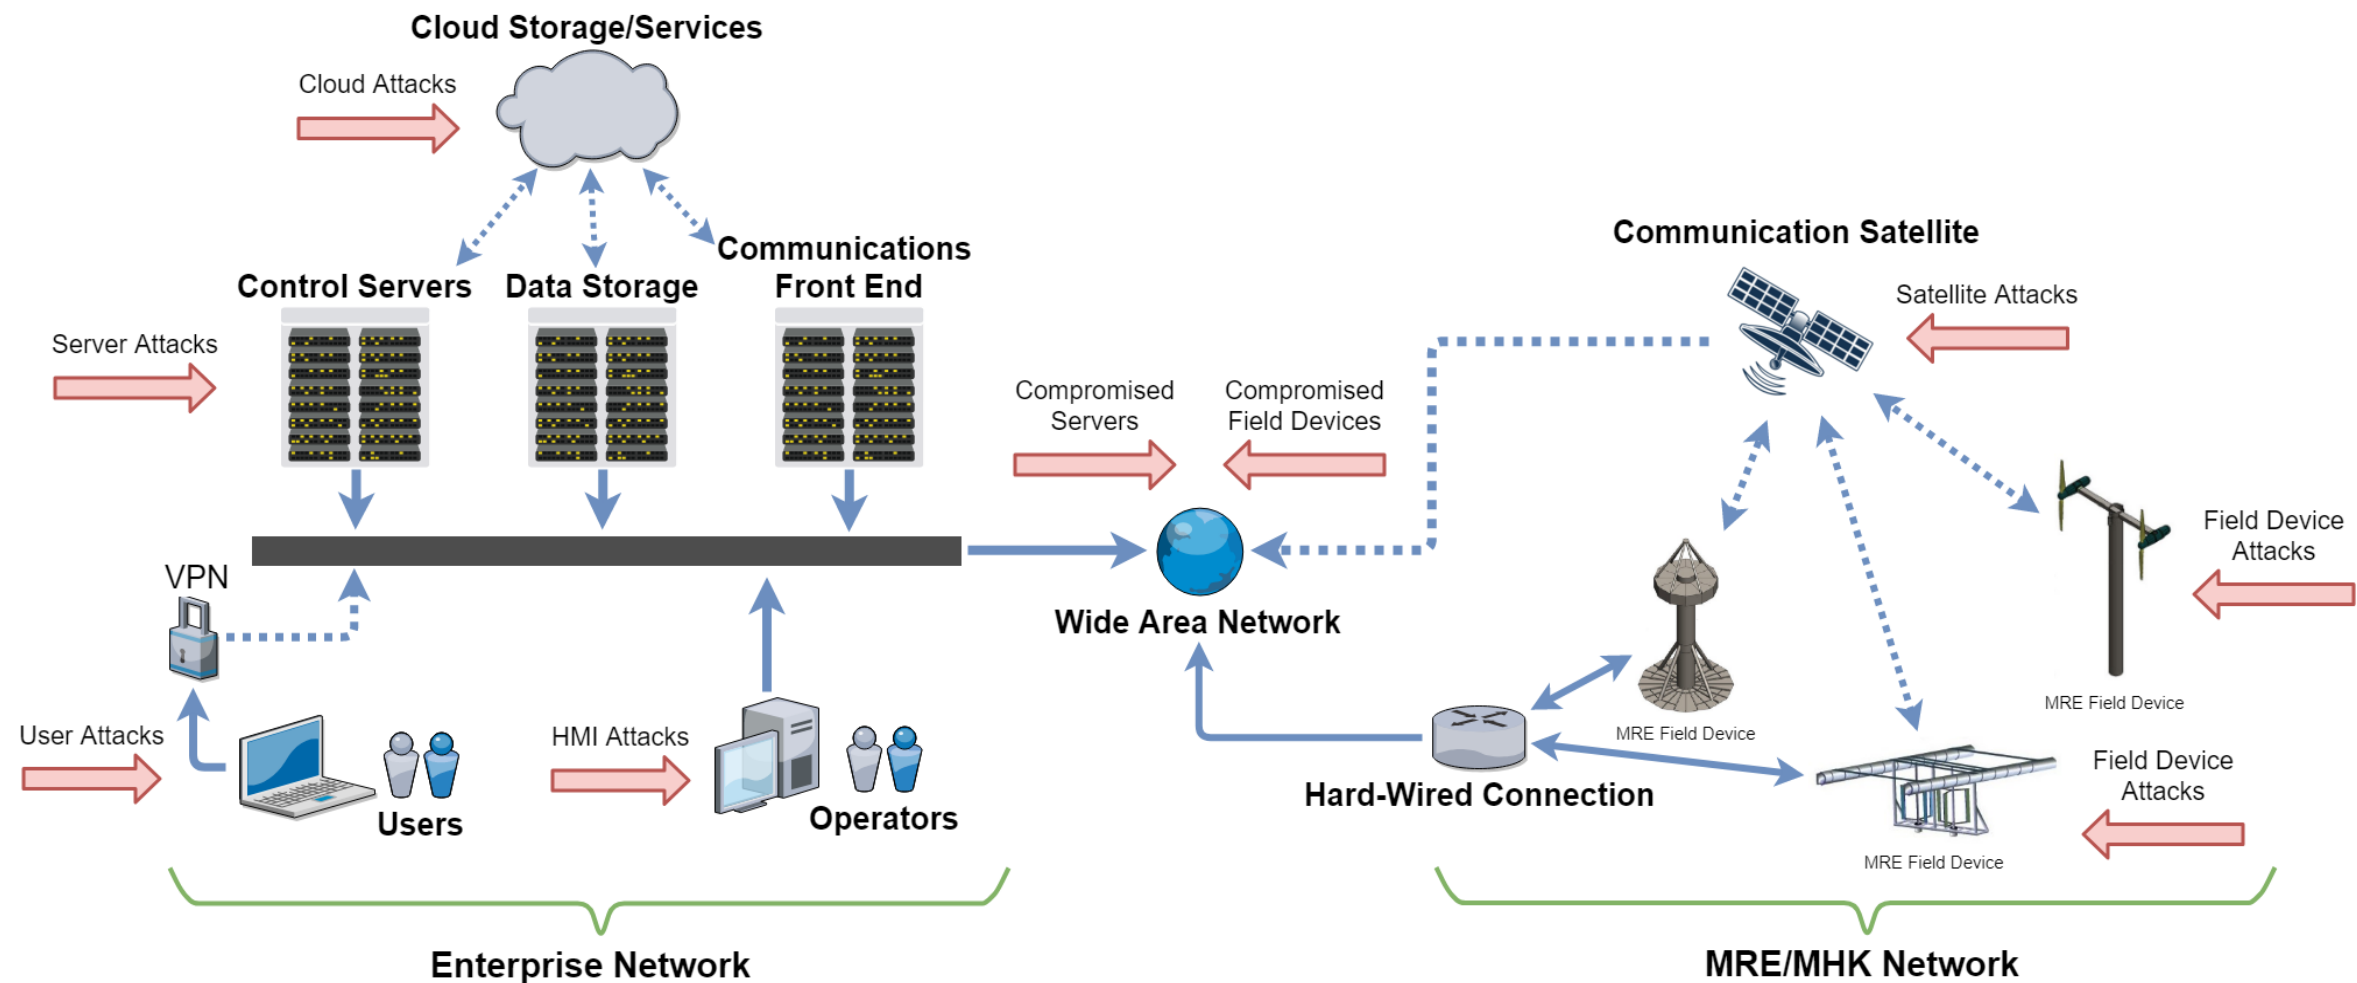 Cloud Storage/Services
Cloud Attacks
Communication Satellite
Communications
Front End
Control Servers
Data Storage
Satellite Attacks
Server Attacks
Compromised
Servers
Compromised
Field Devices
Field Device
Attacks
VPN
Wide Area Network
MRE Field Device
MRE Field Device
User Attacks
HMI Attacks
Field Device
Attacks
Hard-Wired Connection
Users
Operators
MRE Field Device
Enterprise Network
MRE/MHK Network